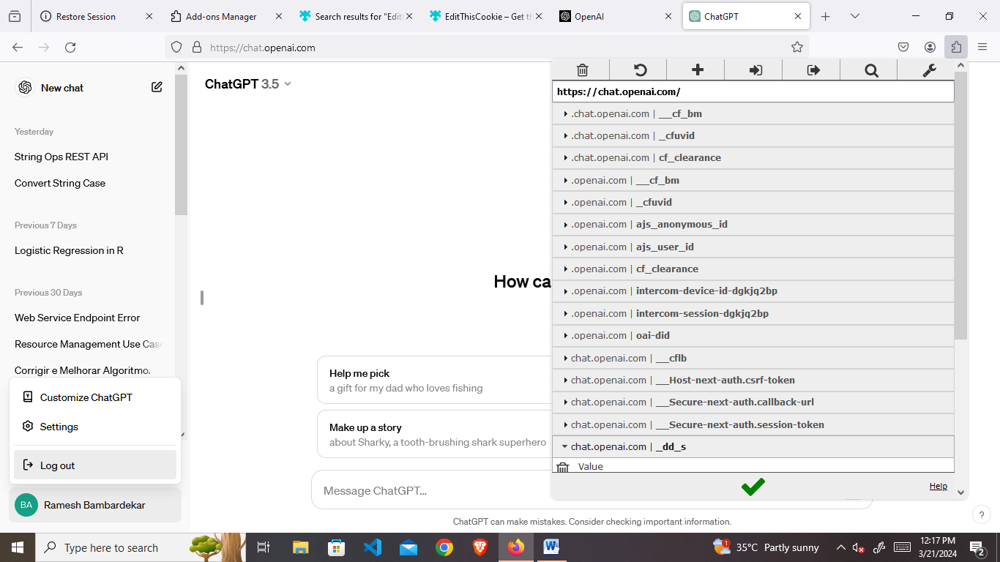 Restore Session
Add-ons Manager
Search results for "Edit
EditThisCookie – Get th
OpenAI
ChatGPT
https://chat.openai.com
New chat
Yesterday
String Ops REST API
Convert String Case
Previous 7 Days
Logistic Regression in R
Previous 30 Days
Web Service Endpoint Error
Resource Management Use Case
Corrigir e Melhorar Algoritmo.
Customize ChatGPT
Settings
Log out
BA
Ramesh Bambardekar
ChatGPT 3.5
How ca
Help me pick
a gift for my dad who loves fishing
Make up a story
about Sharky, a tooth-brushing shark superhero
Message ChatGPT...
ChatGPT can make mistakes. Consider checking important information.
?
https://chat.openai.com/
.chat.openai.com | __cf_bm
.chat.openai.com | _cfuvid
.chat.openai.com | cf_clearance
.openai.com | __cf_bm
.openai.com | _cfuvid
.openai.com | ajs_anonymous_id
.openai.com | ajs_user_id
.openai.com | cf_clearance
.openai.com | intercom-device-id-dgkjq2bp
.openai.com | intercom-session-dgkjq2bp
.openai.com | oai-did
chat.openai.com | __cflb
chat.openai.com | __Host-next-auth.csrf-token
chat.openai.com | __Secure-next-auth.callback-url
chat.openai.com | __Secure-next-auth.session-token
chat.openai.com | _dd_s
Value
Help
Type here to search
35°C Partly sunny
12:17 PM
3/21/2024
2